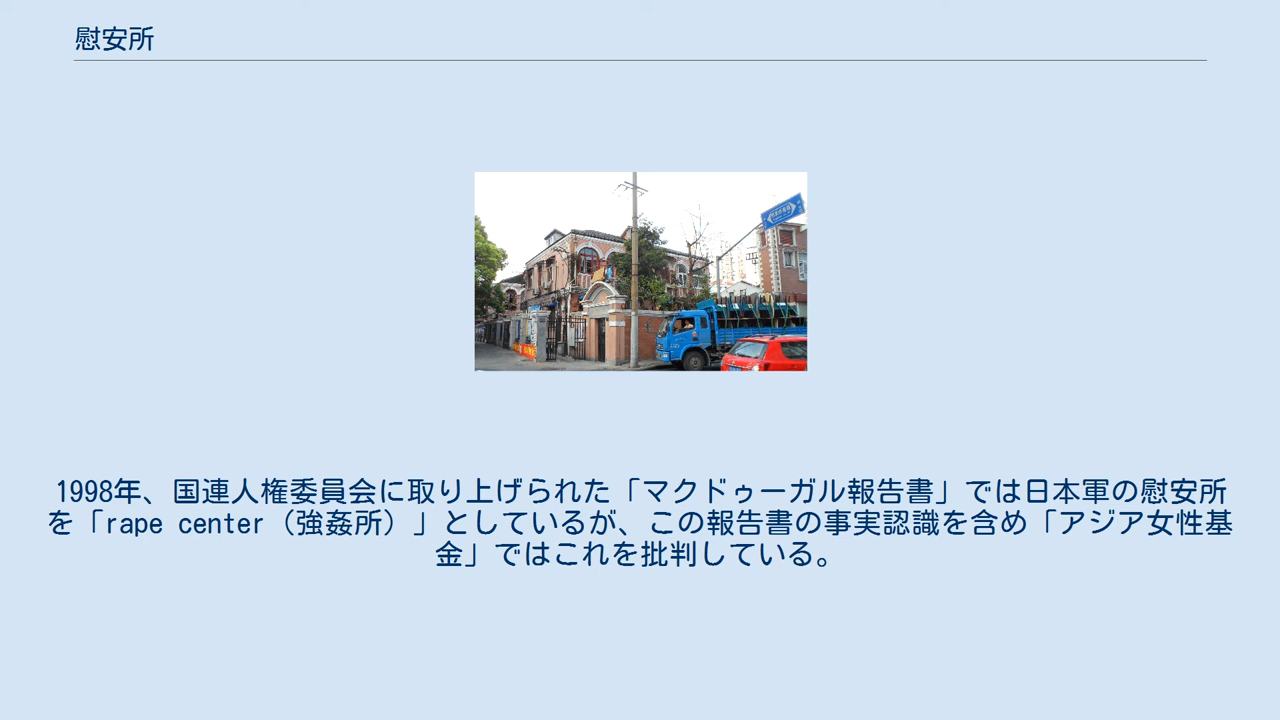 慰安所
1998年、国連人権委員会に取り上げられた「マクドゥーガル報告書」では日本軍の慰安所
を「rape center（強姦所）」としているが、この報告書の事実認識を含め「アジア女性基
金」ではこれを批判している。